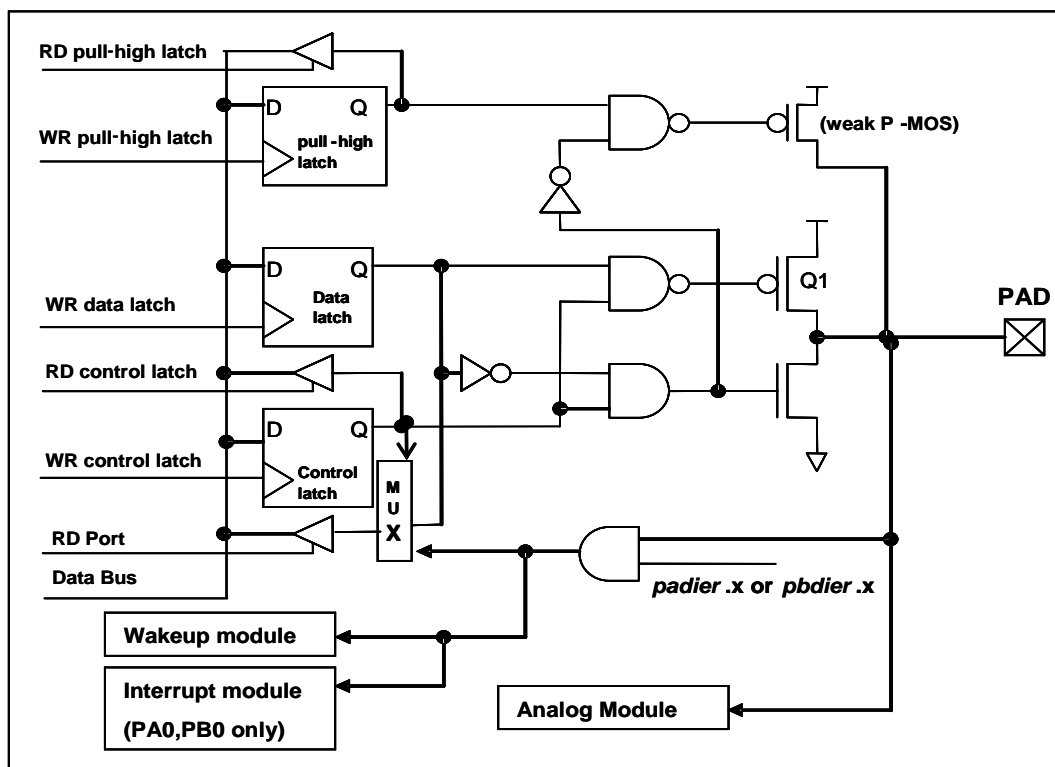 RD pull-high latch
D Q
pull-high
latch
WR pull-high latch
(weak P -MOS)
D Q
Data
latch
WR data latch
Q1
PAD
RD control latch
D Q
Control
latch
WR control latch
M
U
X
RD Port
Data Bus
padier .x or pbdier .x
Wakeup module
Interrupt module
(PA0,PB0 only)
Analog Module